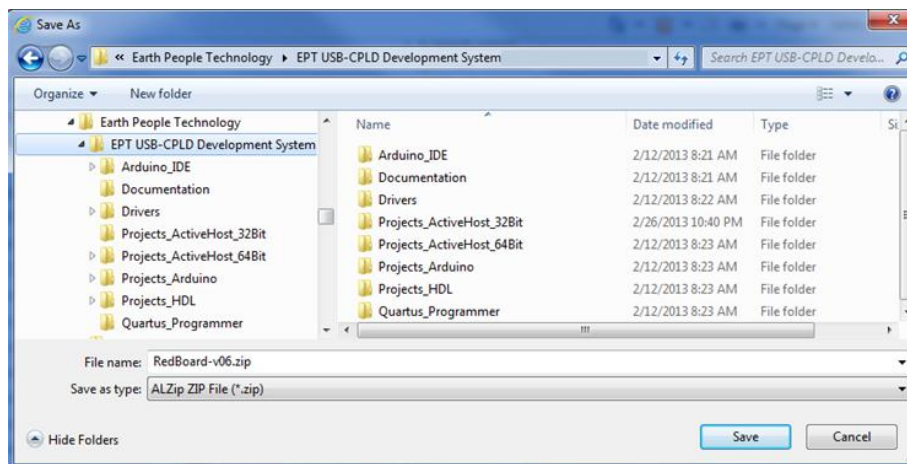 Save As
« Earth People Technology ▸ EPT USB-CPLD Development System
Search EPT USB-CPLD Develo...
Organize
New folder
Earth People Technology
EPT USB-CPLD Development System
Arduino_IDE
Documentation
Drivers
Projects_ActiveHost_32Bit
Projects_ActiveHost_64Bit
Projects_Arduino
Projects_HDL
Quartus_Programmer
Name Date modified Type Si
Arduino_IDE 2/12/2013 8:21 AM File folder
Documentation 2/12/2013 8:21 AM File folder
Drivers 2/12/2013 8:22 AM File folder
Projects_ActiveHost_32Bit 2/26/2013 10:40 PM File folder
Projects_ActiveHost_64Bit 2/12/2013 8:23 AM File folder
Projects_Arduino 2/12/2013 8:23 AM File folder
Projects_HDL 2/12/2013 8:23 AM File folder
Quartus_Programmer 2/12/2013 8:23 AM File folder
File name: RedBoard-v06.zip
Save as type: ALZip ZIP File (*.zip)
Hide Folders
Save
Cancel